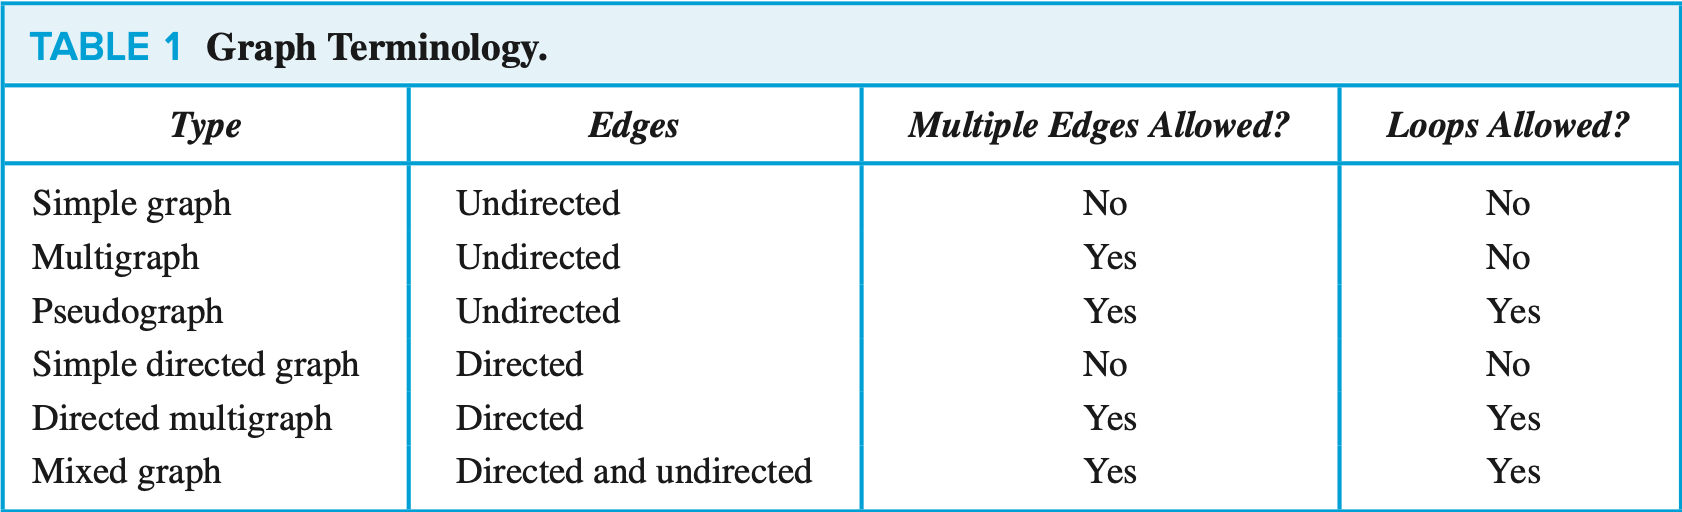 TABLE 1 Graph Terminology.
Type Edges Multiple Edges Allowed? Loops Allowed?
Simple graph Undirected No No
Multigraph Undirected Yes No
Pseudograph Undirected Yes Yes
Simple directed graph Directed No No
Directed multigraph Directed Yes Yes
Mixed graph Directed and undirected Yes Yes